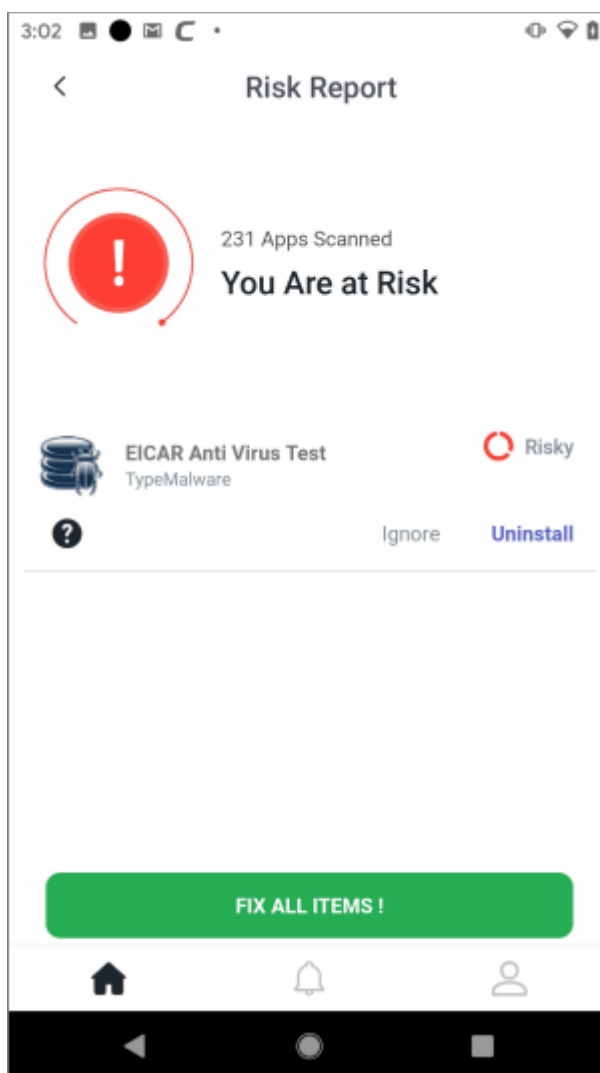 3:02
Risk Report
231 Apps Scanned
You Are at Risk
EICAR Anti Virus Test
Risky
TypeMalware
Ignore
Uninstall
FIX ALL ITEMS !